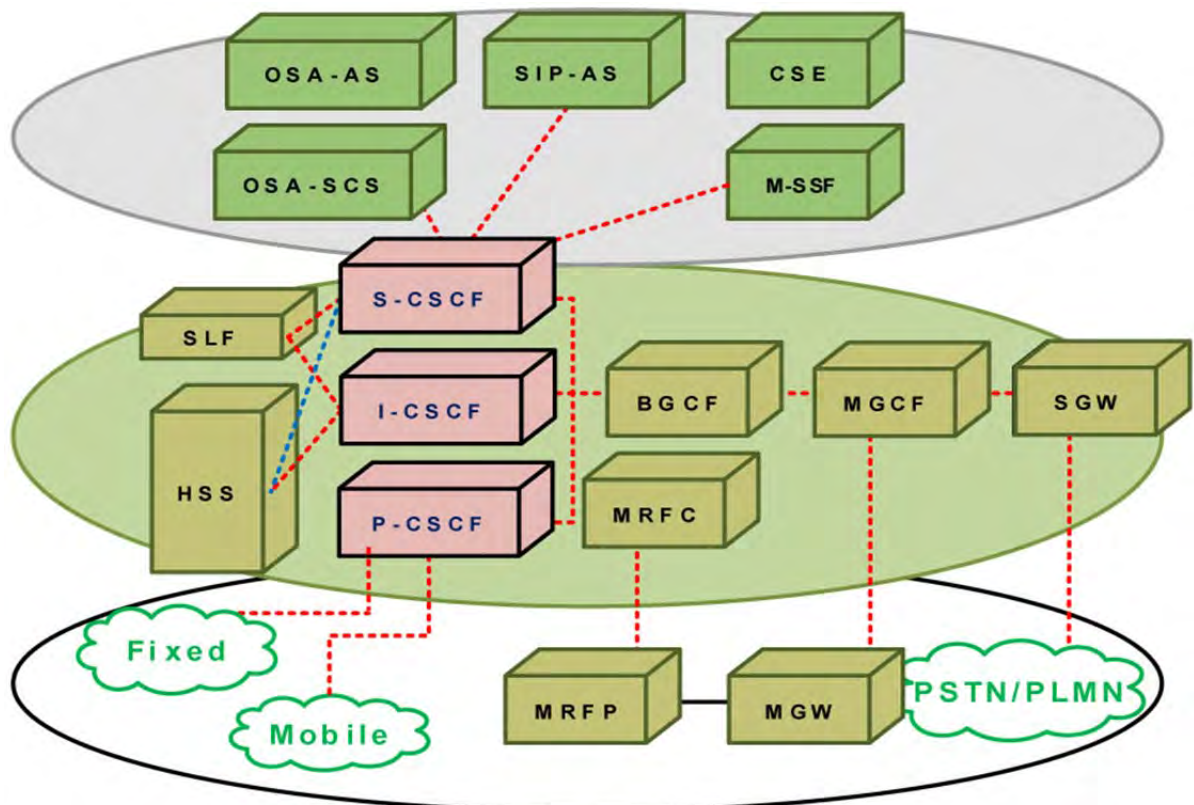 OSA-AS
SIP-AS
CSE
OSA-SCS
M-SSF
S-CSCF
SLF
I-CSCF
BGCF
MGCF
SGW
HSS
P-CSCF
MRFC
Fixed
Mobile
MRFP
MGW
PSTN/PLMN